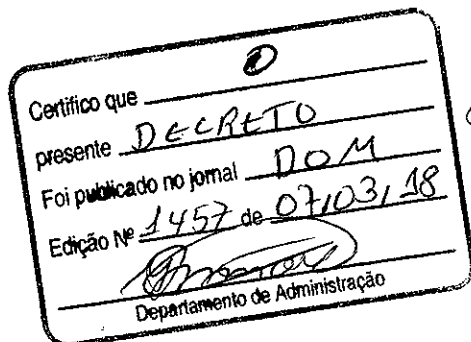 Certifico que O
presente DECRETO
Foi publicado no jornal DOM
Edição Nº 1457 de 07/03/18
Departamento de Administração